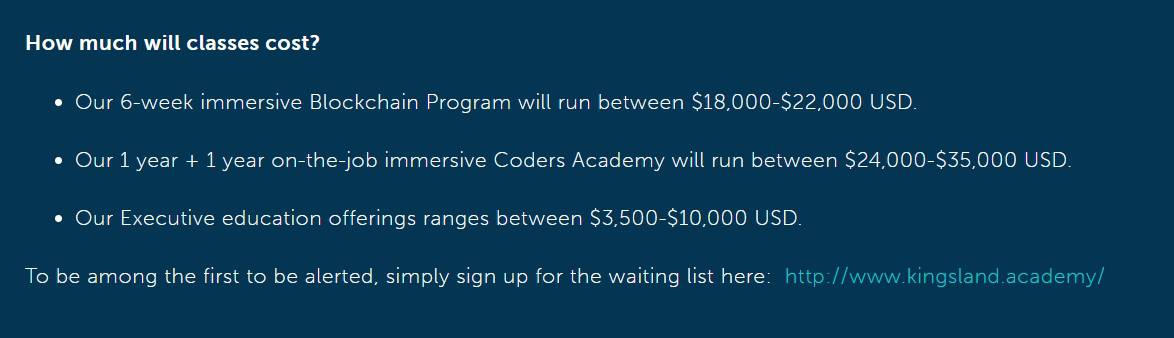 How much will classes cost?
• Our 6-week immersive Blockchain Program will run between $18,000-$22,000 USD.
• Our 1 year + 1 year on-the-job immersive Coders Academy will run between $24,000-$35,000 USD.
• Our Executive education offerings ranges between $3,500-$10,000 USD.
To be among the first to be alerted, simply sign up for the waiting list here: http://www.kingsland.academy/